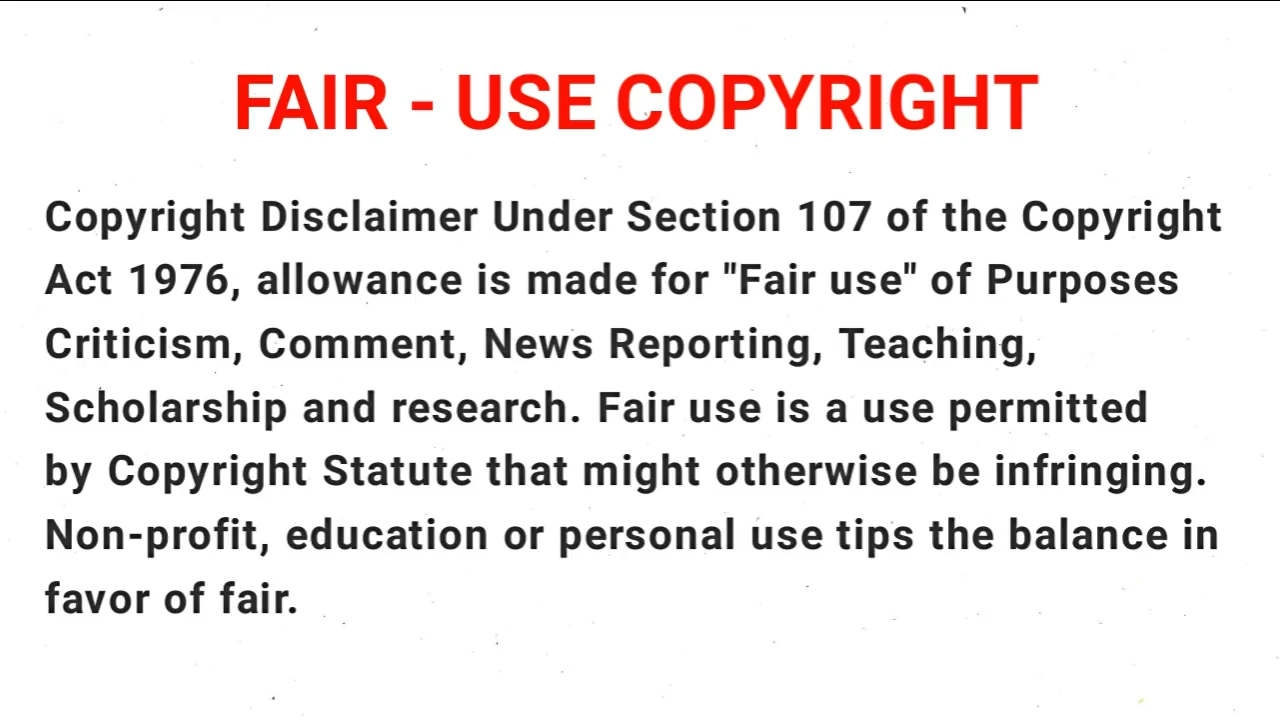 FAIR - USE COPYRIGHT
Copyright Disclaimer Under Section 107 of the Copyright
Act 1976, allowance is made for "Fair use" of Purposes
Criticism, Comment, News Reporting, Teaching,
Scholarship and research. Fair use is a use permitted
by Copyright Statute that might otherwise be infringing.
Non-profit, education or personal use tips the balance in
favor of fair.